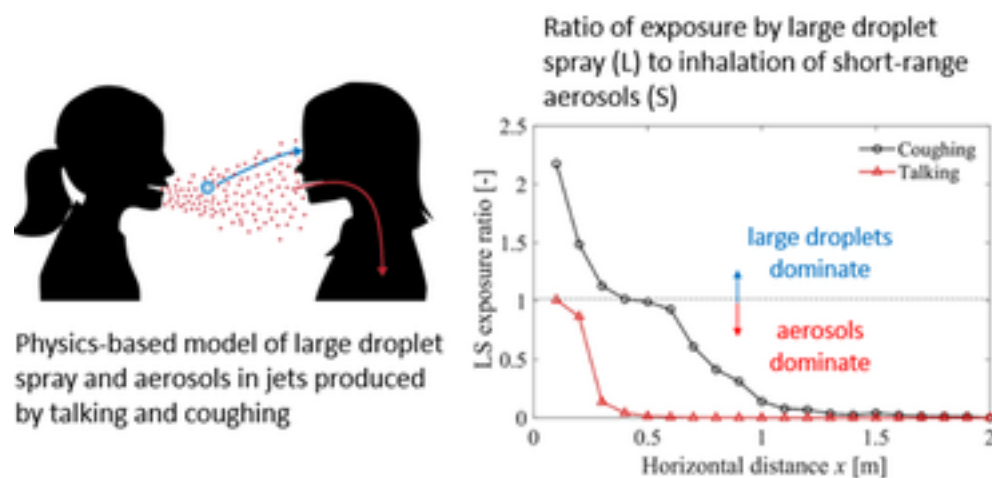 Physics-based model of large droplet
spray and aerosols in jets produced
by talking and coughing
Ratio of exposure by large droplet
spray (L) to inhalation of short-range
aerosols (S)
LS exposure ratio [-]
2.5
2
1.5
1
0.5
0
Coughing
Talking
large droplets
dominate
aerosols
dominate
0
0.5
1
1.5
2
Horizontal distance x [m]